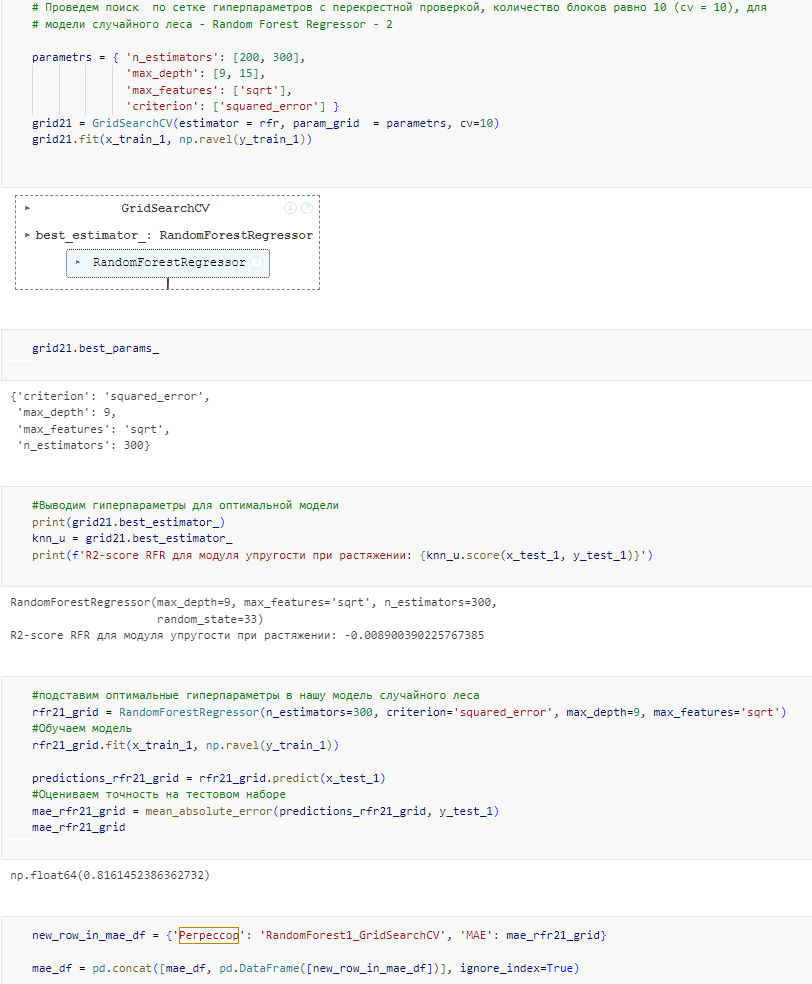 # Проведем поиск  по сетке гиперпараметров с перекрестной проверкой, количество блоков равно 10 (cv = 10), для
# модели случайного леса - Random Forest Regressor - 2
parametrs = { 'n_estimators': [200, 300],
'max_depth': [9, 15],
'max_features': ['sqrt'],
'criterion': ['squared_error'] }
grid21 = GridSearchCV(estimator = rfr, param_grid  = parametrs, cv=10)
grid21.fit(x_train_1, np.ravel(y_train_1))
GridSearchCV
best_estimator_: RandomForestRegressor
RandomForestRegressor
grid21.best_params_
{'criterion': 'squared_error',
'max_depth': 9,
'max_features': 'sqrt',
'n_estimators': 300}
#Выводим гиперпараметры для оптимальной модели
print(grid21.best_estimator_)
knn_u = grid21.best_estimator_
print(f'R2-score RFR для модуля упругости при растяжении: {knn_u.score(x_test_1, y_test_1)}')
RandomForestRegressor(max_depth=9, max_features='sqrt', n_estimators=300,
random_state=33)
R2-score RFR для модуля упругости при растяжении: -0.008900390225767385
#подставим оптимальные гиперпараметры в нашу модель случайного леса
rfr21_grid = RandomForestRegressor(n_estimators=300, criterion='squared_error', max_depth=9, max_features='sqrt')
#Обучаем модель
rfr21_grid.fit(x_train_1, np.ravel(y_train_1))
predictions_rfr21_grid = rfr21_grid.predict(x_test_1)
#Оцениваем точность на тестовом наборе
mae_rfr21_grid = mean_absolute_error(predictions_rfr21_grid, y_test_1)
mae_rfr21_grid
np.float64(0.8161452386362732)
new_row_in_mae_df = {'Регрессор': 'RandomForest1_GridSearchCV', 'MAE': mae_rfr21_grid}
mae_df = pd.concat([mae_df, pd.DataFrame([new_row_in_mae_df])], ignore_index=True)